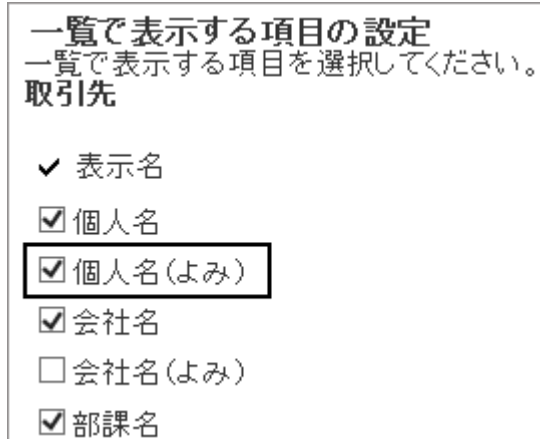 一覧で表示する項目の設定
一覧で表示する項目を選択してください。
取引先
表示名
個人名
個人名(よみ)
会社名
会社名(よみ)
部課名